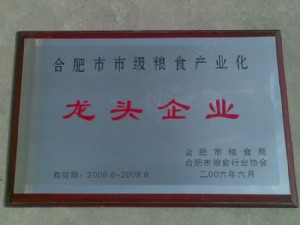 合肥市市级粮食产业化
龙头企业
合肥市粮食局
合肥市粮食行业协会
有效期：2006.6-2008.6
二00六年六月